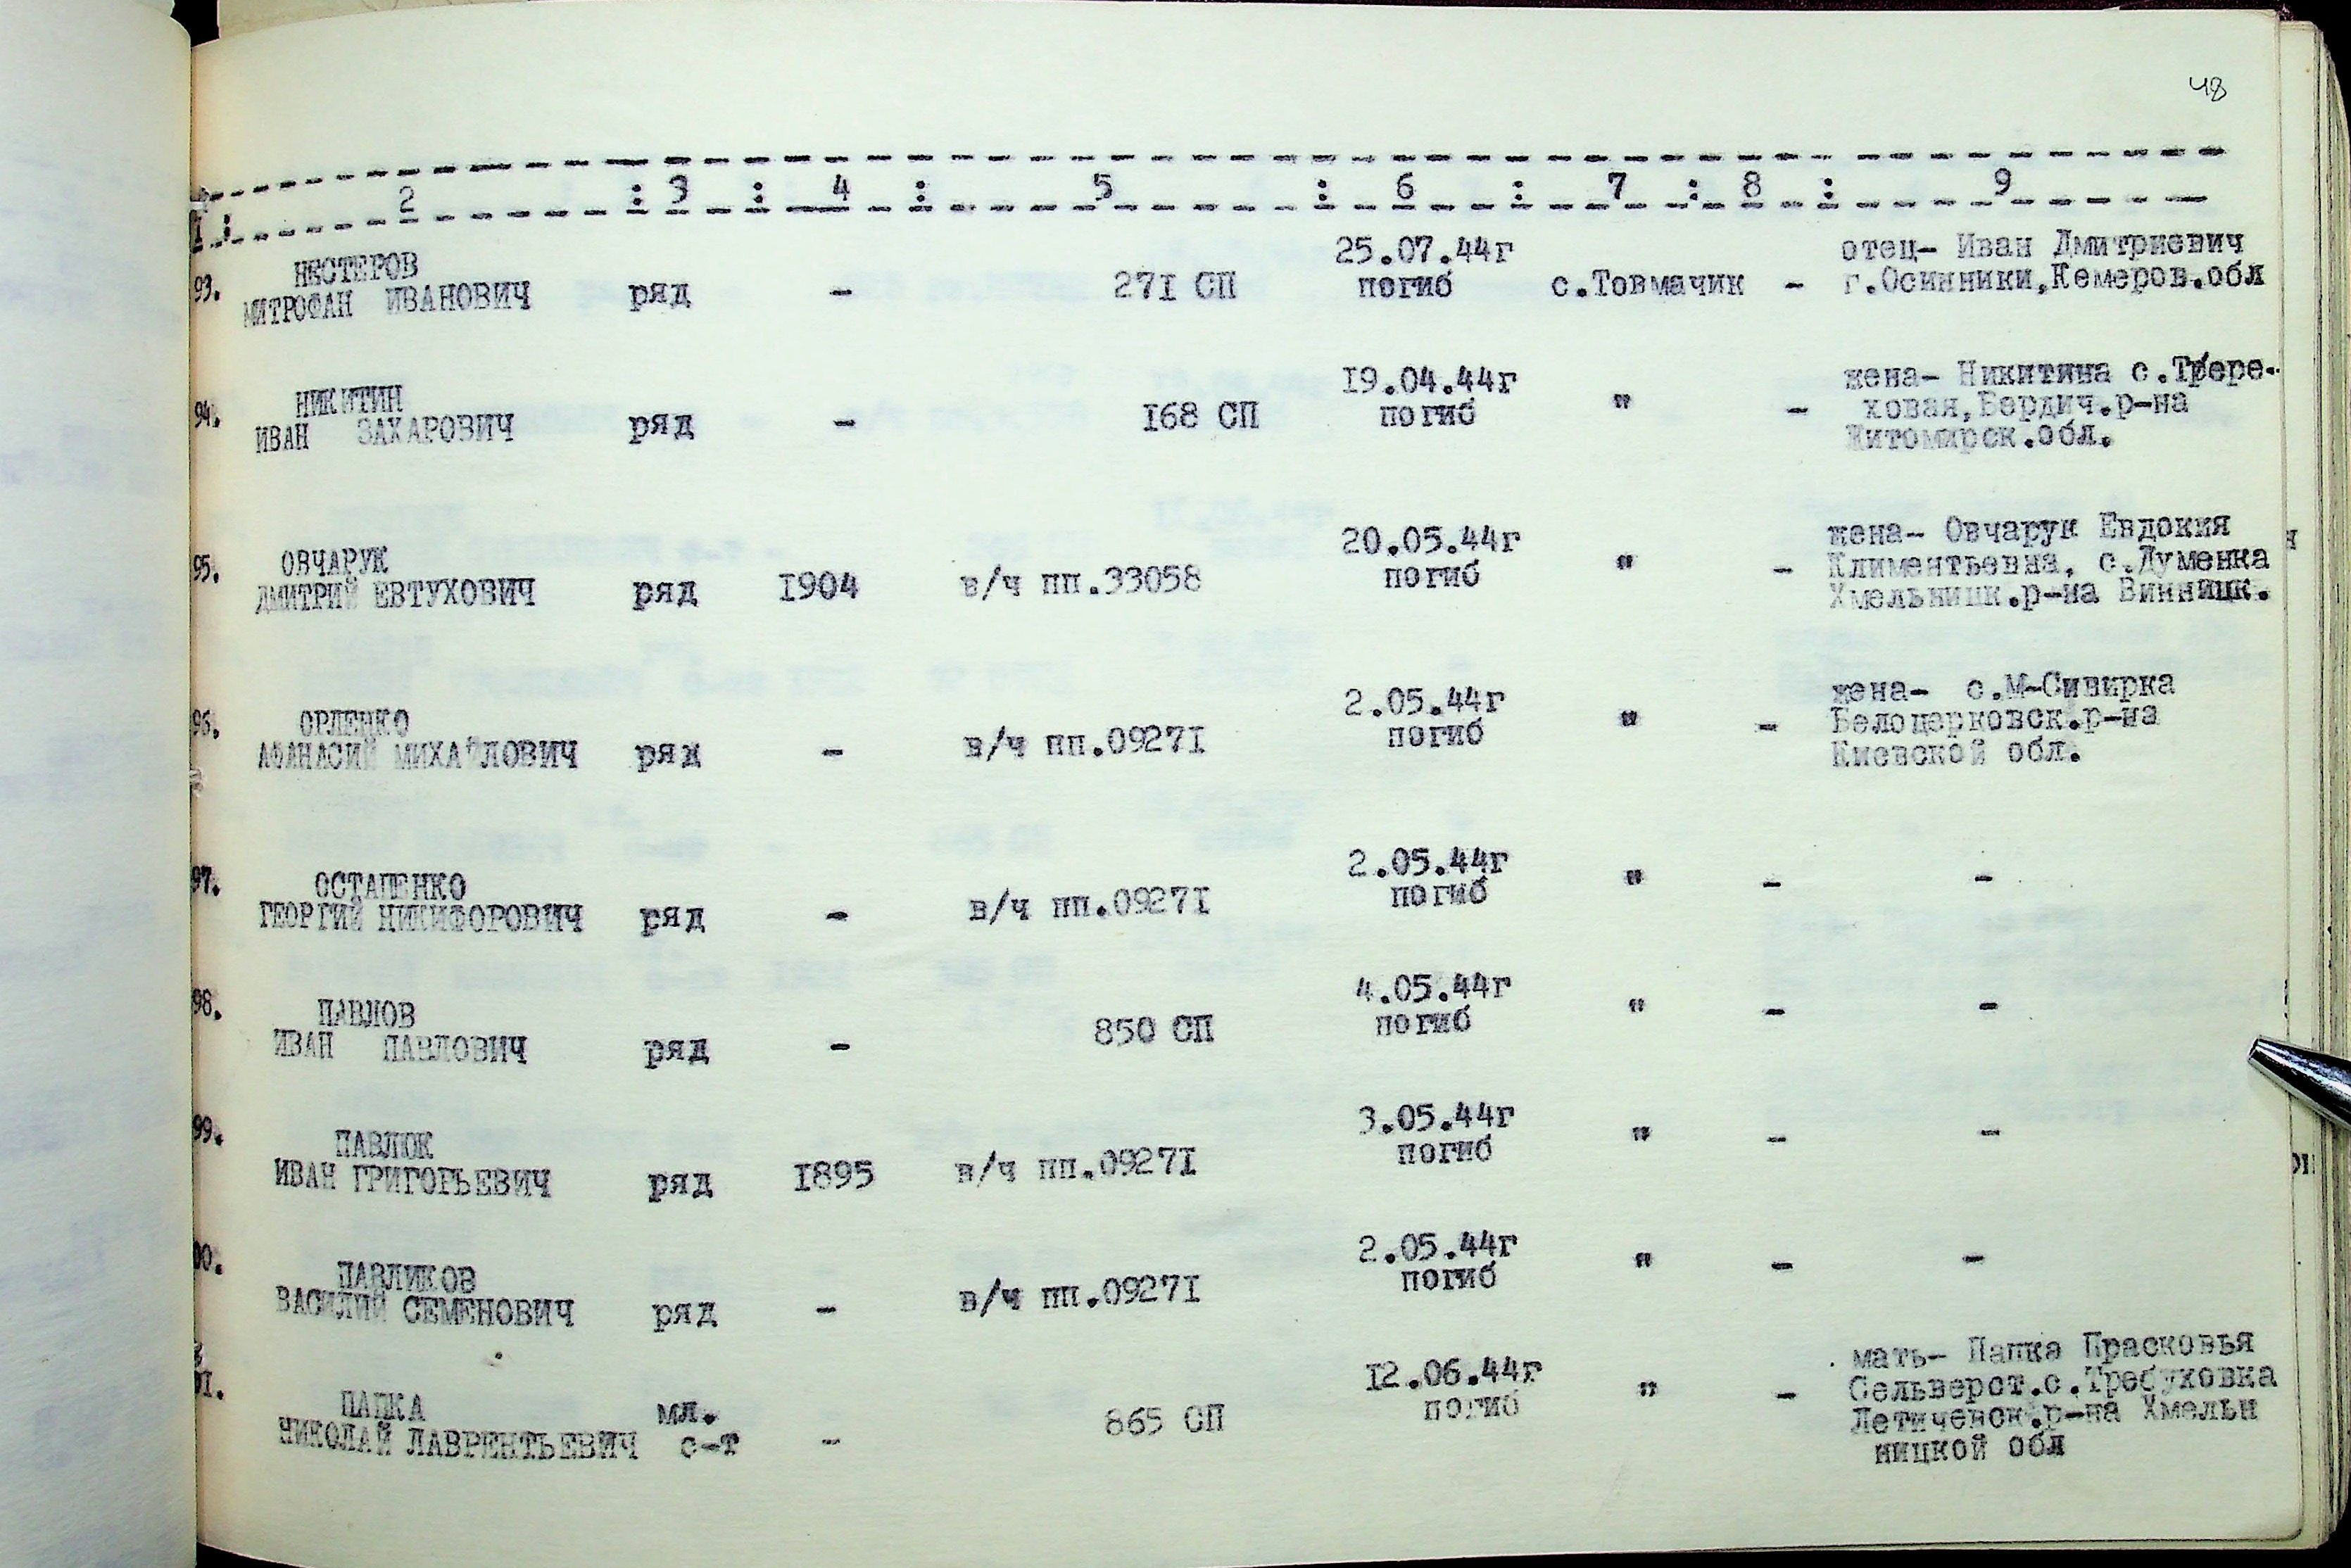 48
I : 2 : 3 : 4 : 5 : 6 : 7 : 8 : 9
25.07.44г отец- Иван Дмитриевич
93. НЕСТЕРОВ погиб с.Товмачик - г.Осинники,Кемеров.обл
МИТРОФАН ИВАНОВИЧ ряд - 271 СП
19.04.44г жена- Никитина с.Тере-
94. НИКИТИН погиб " - ховая,Бердич.р-на
ИВАН ЗАХАРОВИЧ ряд - 168 СП Житомирск.обл.
20.05.44г жена- Овчарук Евдокия
95. ОВЧАРУК погиб " - Климентьевна, с.Думенка
ДМИТРИЙ ЕВТУХОВИЧ ряд 1904 в/ч пп.33058 Хмельницк.р-на Винницк.
2.05.44г жена- с.М-Сивирка
96. ОРЛЕНКО погиб " - Белоцерковск.р-на
АФАНАСИЙ МИХАЙЛОВИЧ ряд - в/ч пп.09271 Киевской обл.
2.05.44г
97. ОСТАПЕНКО погиб " - -
ГЕОРГИЙ НИКИФОРОВИЧ ряд - в/ч пп.09271
4.05.44г
98. ПАВЛОВ погиб " - -
ИВАН ПАВЛОВИЧ ряд - 850 СП
3.05.44г
99. ПАВЛЮК погиб " - -
ИВАН ГРИГОРЬЕВИЧ ряд 1895 в/ч пп.09271
2.05.44г
00. ПАВЛИКОВ погиб " - -
ВАСИЛИЙ СЕМЕНОВИЧ ряд - в/ч пп.09271
12.06.44г мать- Папка Прасковья
01. погиб " - Сельверст.с.Требуховка
ПАПКА мл. 865 СП Летичевск.р-на Хмельн
НИКОЛАЙ ЛАВРЕНТЬЕВИЧ с-т - ницкой обл